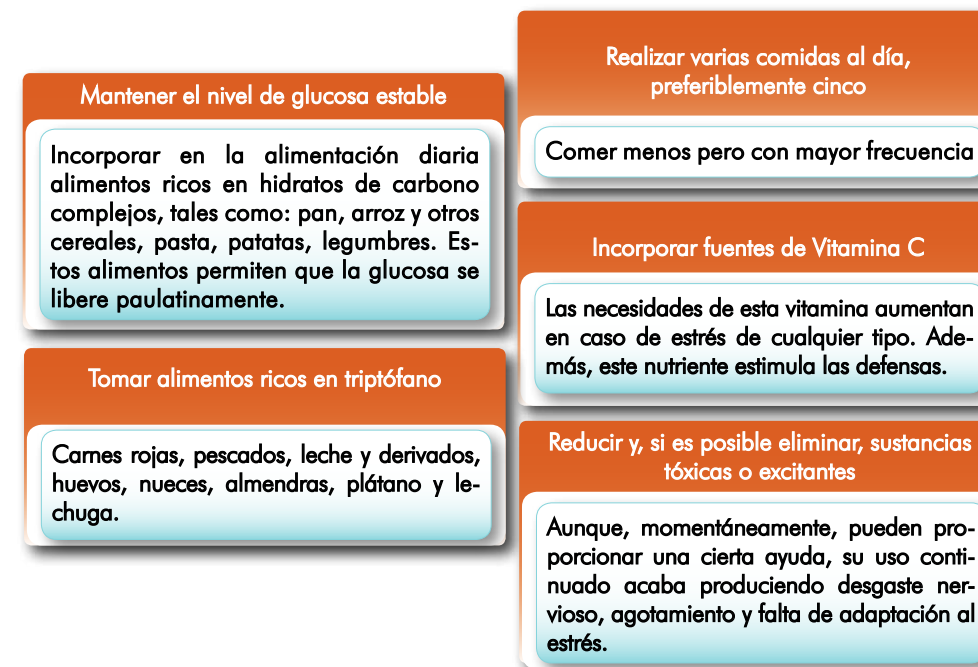 Mantener el nivel de glucosa estable
Incorporar en la alimentación diaria
alimentos ricos en hidratos de carbono
complejos, tales como: pan, arroz y otros
cereales, pasta, patatas, legumbres. Es-
tos alimentos permiten que la glucosa se
libere paulatinamente.
Tomar alimentos ricos en triptófano
Carnes rojas, pescados, leche y derivados,
huevos, nueces, almendras, plátano y le-
chuga.
Realizar varias comidas al día,
preferiblemente cinco
Comer menos pero con mayor frecuencia
Incorporar fuentes de Vitamina C
Las necesidades de esta vitamina aumentan
en caso de estrés de cualquier tipo. Ade-
más, este nutriente estimula las defensas.
Reducir y, si es posible eliminar, sustancias
tóxicas o excitantes
Aunque, momentáneamente, pueden pro-
porcionar una cierta ayuda, su uso conti-
nuado acaba produciendo desgaste ner-
vioso, agotamiento y falta de adaptación al
estrés.